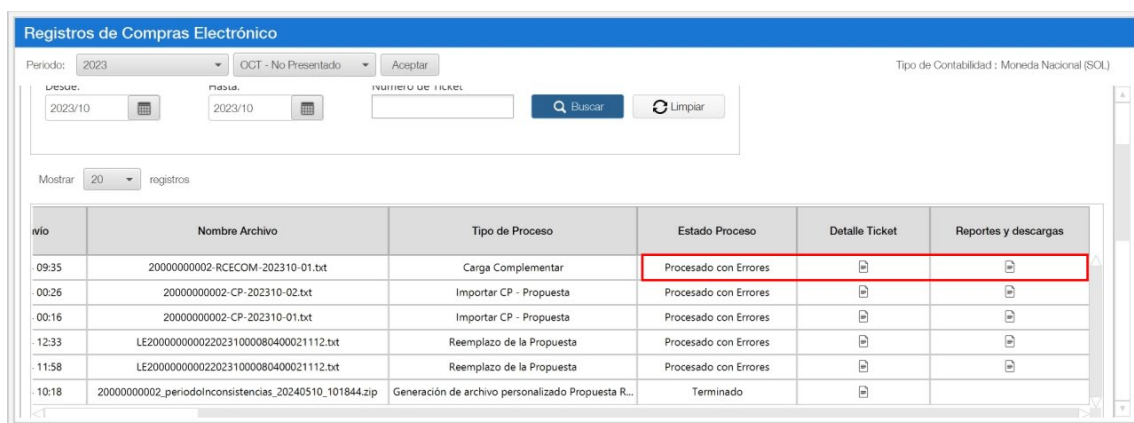 Registros de Compras Electrónico
Periodo: 2023 OCT - No Presentado Aceptar Tipo de Contabilidad : Moneda Nacional (SOL)
Desde: Hasta: Número de Ticket
2023/10 2023/10 Buscar Limpiar
Mostrar 20 registros
nvío Nombre Archivo Tipo de Proceso Estado Proceso Detalle Ticket Reportes y descargas
09:35 20000000002-RCECOM-202310-01.txt Carga Complementar Procesado con Errores
00:26 20000000002-CP-202310-02.txt Importar CP - Propuesta Procesado con Errores
00:16 20000000002-CP-202310-01.txt Importar CP - Propuesta Procesado con Errores
12:33 LE2000000000220231000080400021112.txt Reemplazo de la Propuesta Procesado con Errores
11:58 LE2000000000220231000080400021112.txt Reemplazo de la Propuesta Procesado con Errores
10:18 20000000002_periodoInconsistencias_20240510_101844.zip Generación de archivo personalizado Propuesta R... Terminado